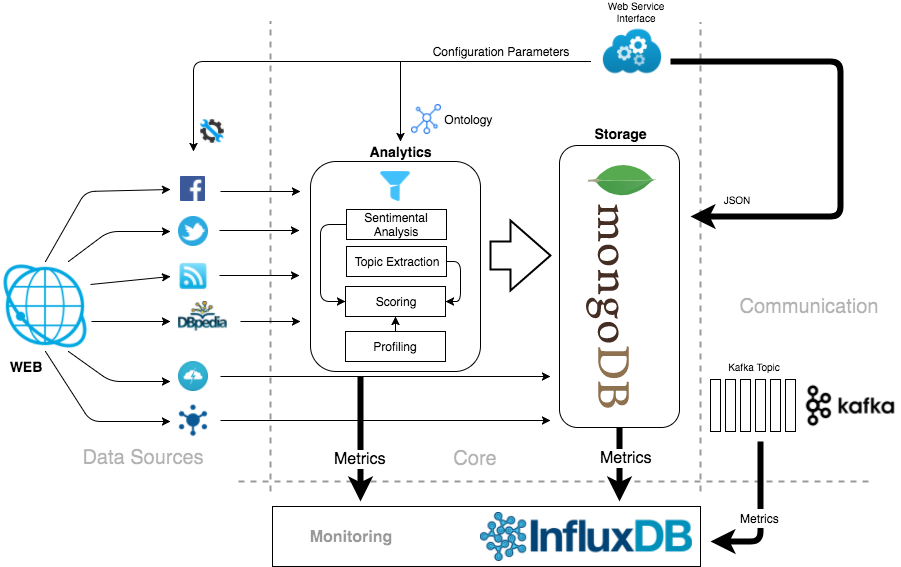 Web Service
Interface
Configuration Parameters
Ontology
Storage
Analytics
f
JSON
Sentimental
Analysis
Topic Extraction
Scoring
Profiling
mongoDB
DBpedia
WEB
Communication
Kafka Topic
kafka
Data Sources
Metrics
Core
Metrics
Metrics
Monitoring
InfluxDB